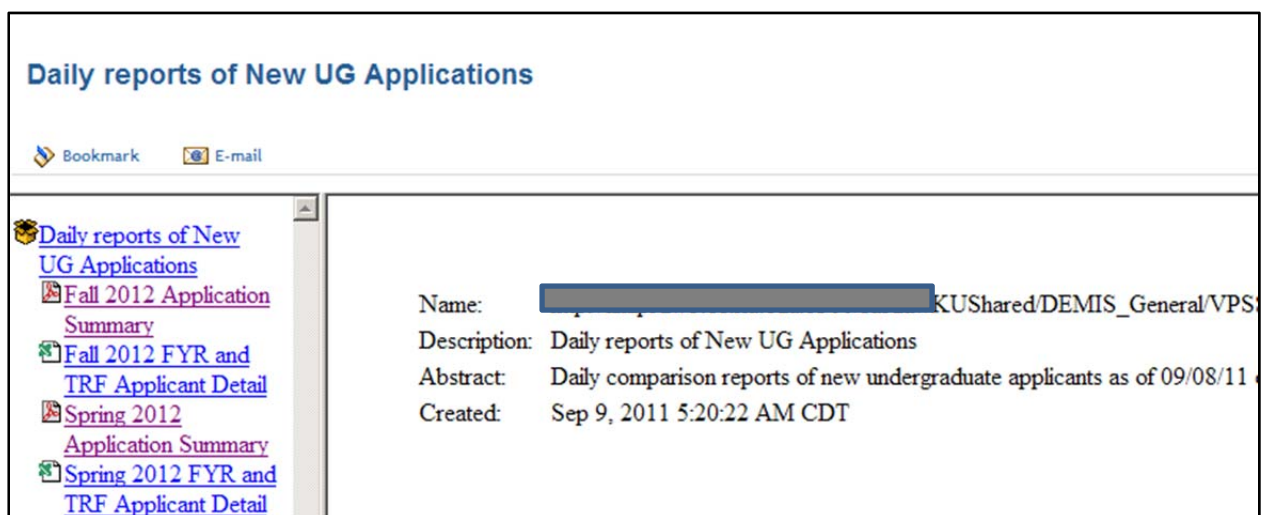 Daily reports of New UG Applications
Bookmark E-mail
Daily reports of New
UG Applications
Fall 2012 Application
Summary
Fall 2012 FYR and
TRF Applicant Detail
Spring 2012
Application Summary
Spring 2012 FYR and
TRF Applicant Detail
Name: KUShared/DEMIS_General/VPS
Description: Daily reports of New UG Applications
Abstract: Daily comparison reports of new undergraduate applicants as of 09/08/11
Created: Sep 9, 2011 5:20:22 AM CDT